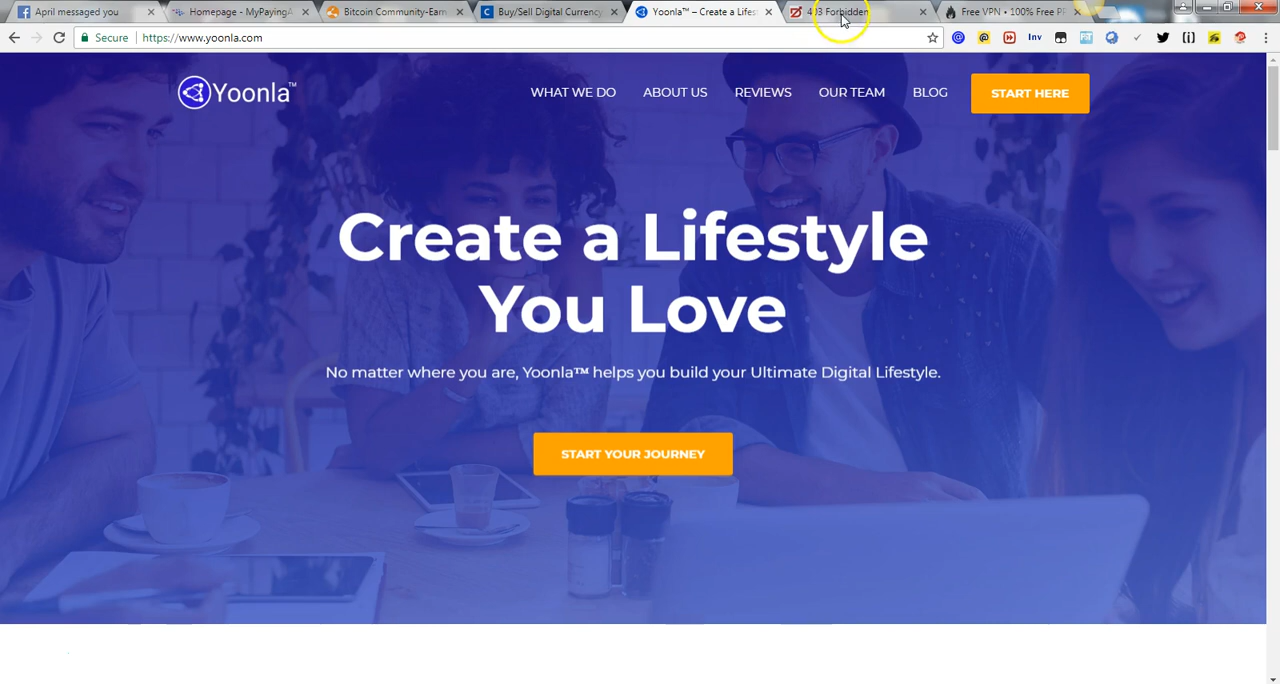 April messaged you
Homepage - MyPayingA
Bitcoin Community-Earn
Buy/Sell Digital Currency
Yoonla™ – Create a Lifes
403 Forbidden
Free VPN • 100% Free PP
Secure
https://www.yoonla.com
Inv
Yoonla™
WHAT WE DO
ABOUT US
REVIEWS
OUR TEAM
BLOG
START HERE
Create a Lifestyle
You Love
No matter where you are, Yoonla™ helps you build your Ultimate Digital Lifestyle.
START YOUR JOURNEY